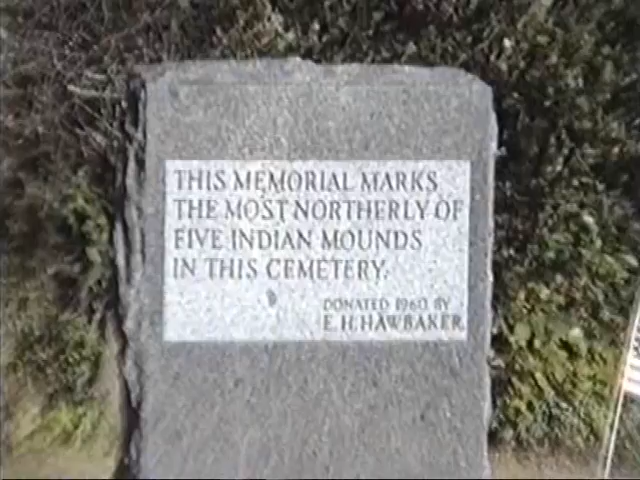 THIS MEMORIAL MARKS
THE MOST NORTHERLY OF
FIVE INDIAN MOUNDS
IN THIS CEMETERY.
DONATED 1960 BY
E. H. HAWBAKER